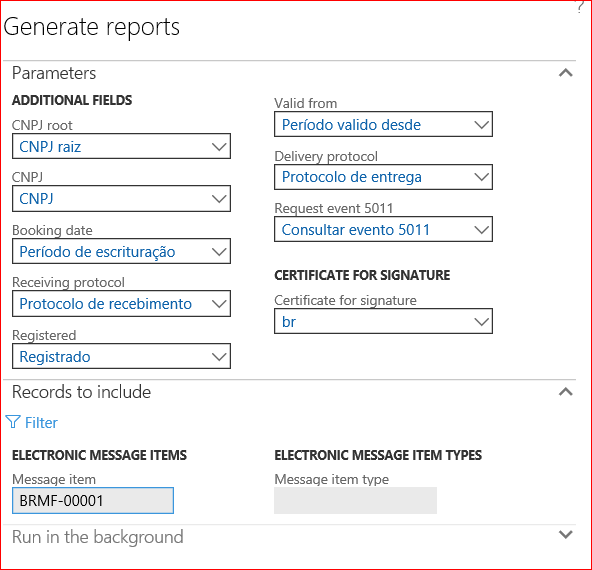 ?
Generate reports
Parameters
ADDITIONAL FIELDS
CNPJ root
CNPJ raiz
CNPJ
CNPJ
Booking date
Período de escrituração
Receiving protocol
Protocolo de recebimento
Registered
Registrado
Valid from
Período valido desde
Delivery protocol
Protocolo de entrega
Request event 5011
Consultar evento 5011
CERTIFICATE FOR SIGNATURE
Certificate for signature
br
Records to include
Filter
ELECTRONIC MESSAGE ITEMS
Message item
BRMF-00001
ELECTRONIC MESSAGE ITEM TYPES
Message item type
Run in the background